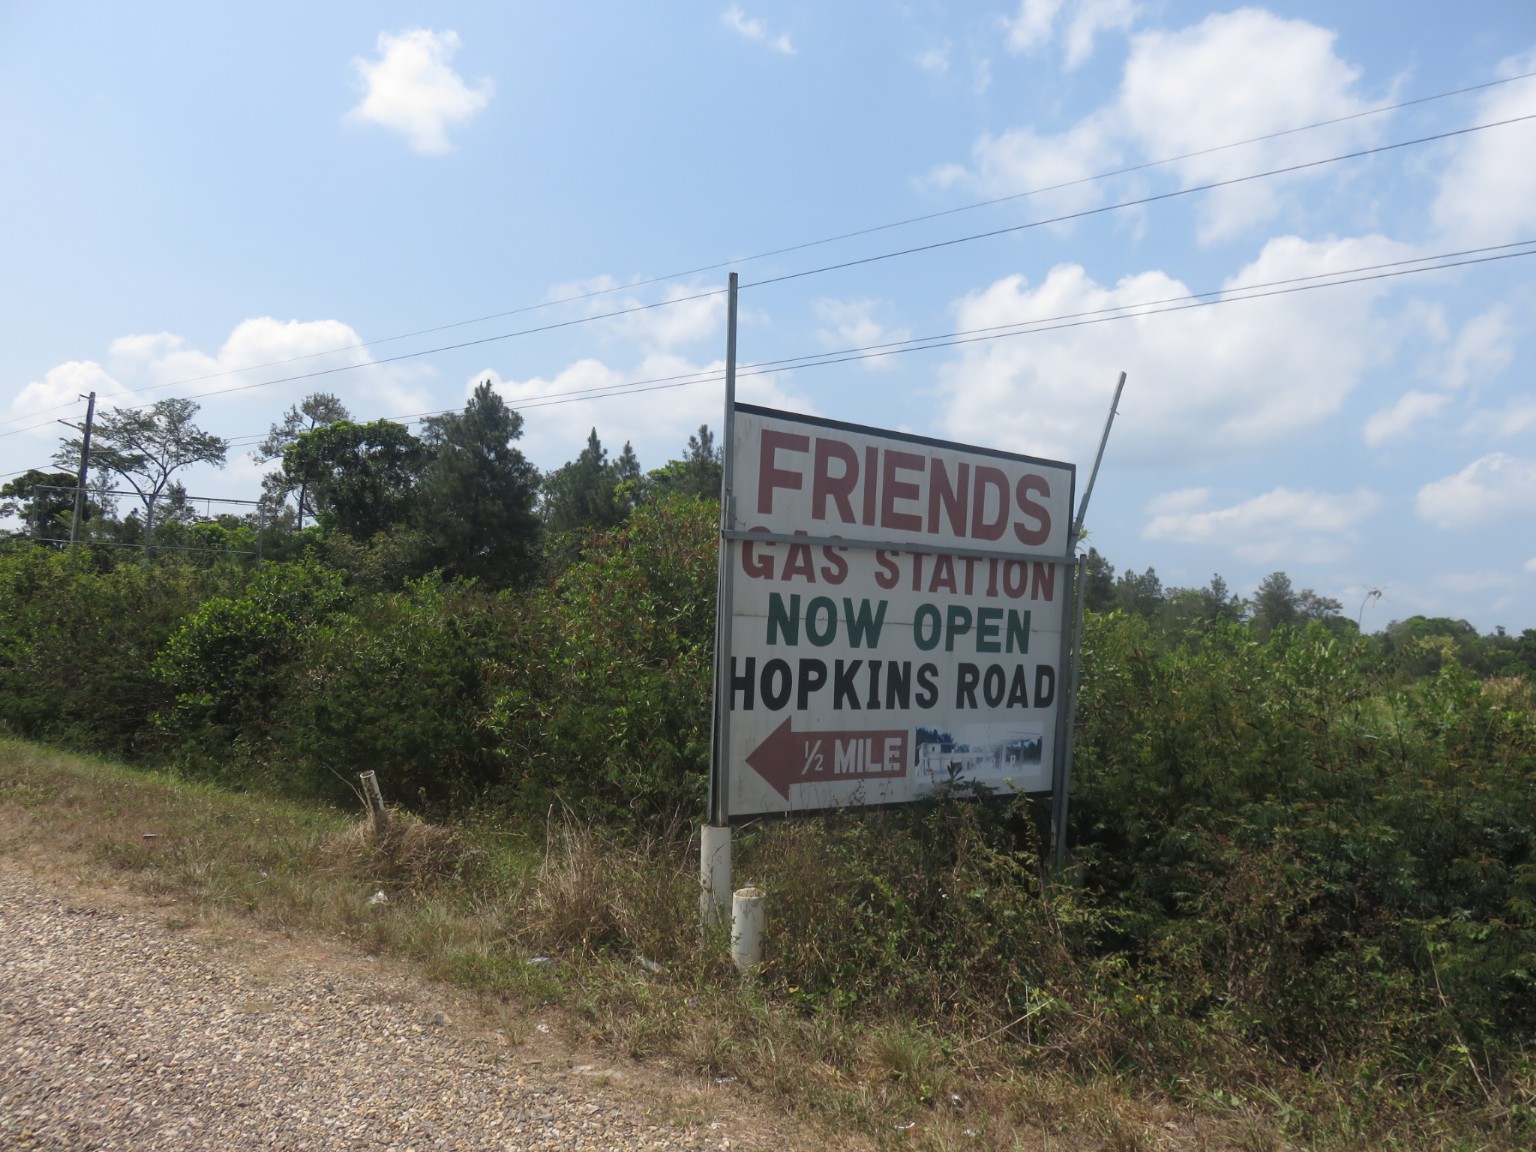 FRIENDS
GAS STATION
NOW OPEN
HOPKINS ROAD
½ MILE